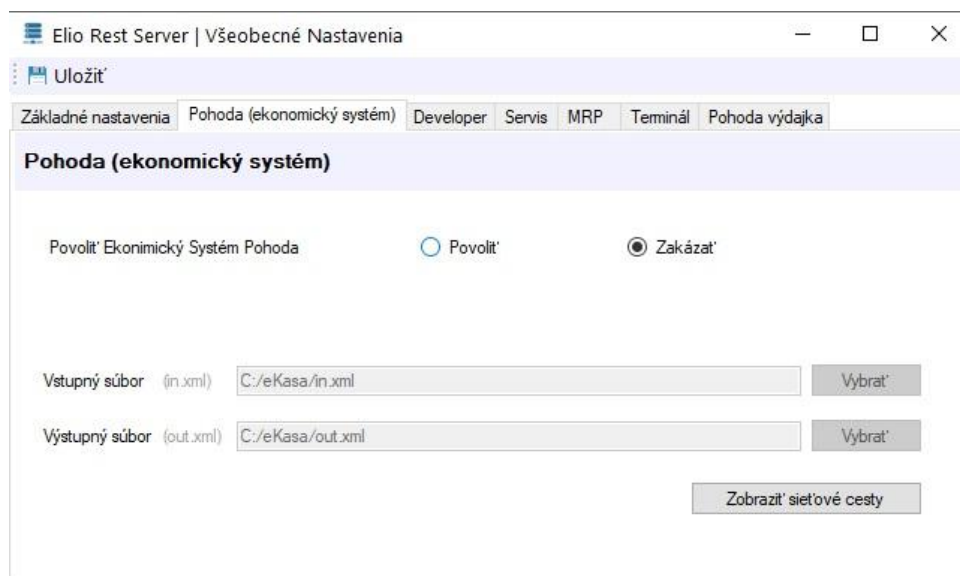 Elio Rest Server | Všeobecné Nastavenia
Uložiť
Základné nastavenia Pohoda (ekonomický systém) Developer Servis MRP Terminál Pohoda výdajka
Pohoda (ekonomický systém)
Povoliť Ekonimický Systém Pohoda Povoliť Zakázať
Vstupný súbor (in.xml) C:/eKasa/in.xml Vybrať
Výstupný súbor (out.xml) C:/eKasa/out.xml Vybrať
Zobraziť sieťové cesty